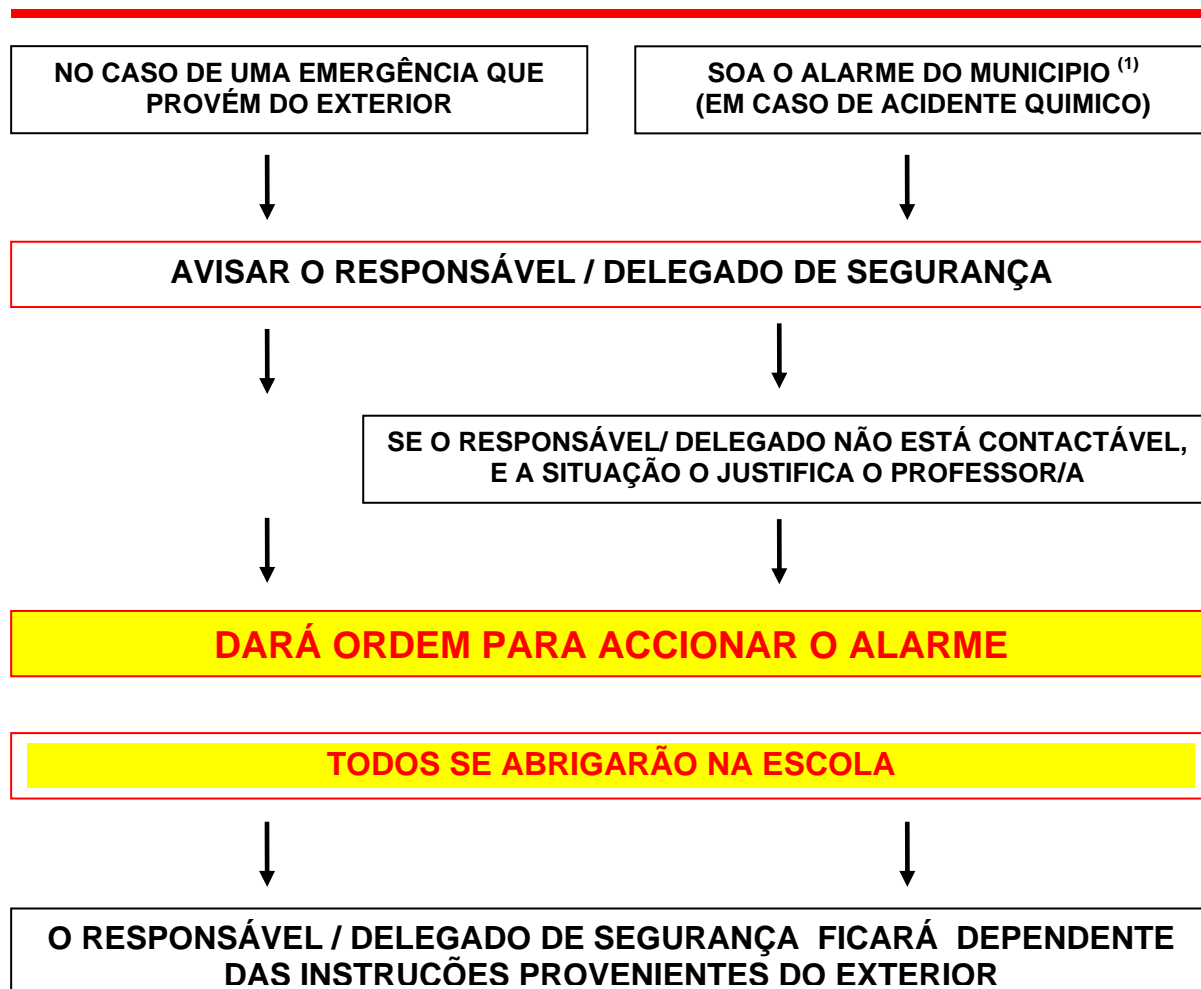 NO CASO DE UMA EMERGÊNCIA QUE
PROVÉM DO EXTERIOR
SOA O ALARME DO MUNICIPIO (1)
(EM CASO DE ACIDENTE QUIMICO)
AVISAR O RESPONSÁVEL / DELEGADO DE SEGURANÇA
SE O RESPONSÁVEL/ DELEGADO NÃO ESTÁ CONTACTÁVEL,
E A SITUAÇÃO O JUSTIFICA O PROFESSOR/A
DARÁ ORDEM PARA ACCIONAR O ALARME
TODOS SE ABRIGARÃO NA ESCOLA
O RESPONSÁVEL / DELEGADO DE SEGURANÇA FICARÁ DEPENDENTE
DAS INSTRUÇÕES PROVENIENTES DO EXTERIOR